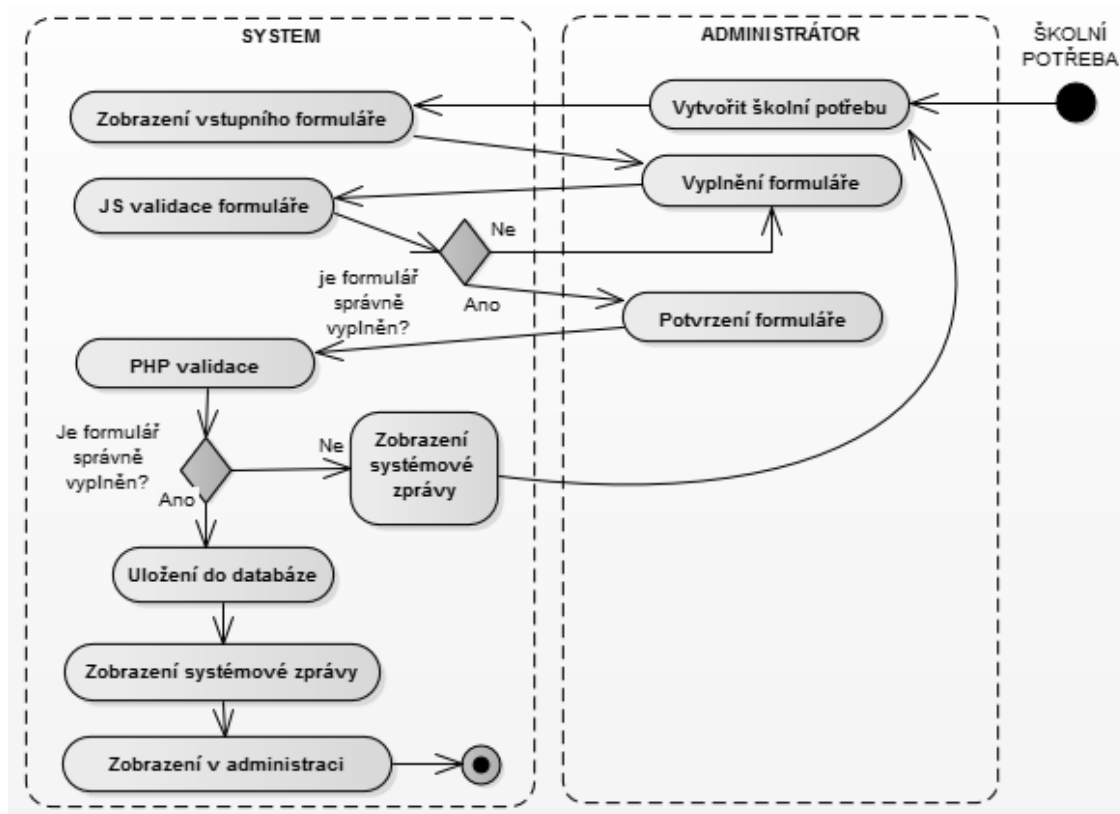 SYSTEM
ADMINISTRÁTOR
ŠKOLNÍ
POTŘEBA
Zobrazení vstupního formuláře
Vytvořit školní potřebu
Vyplnění formuláře
JS validace formuláře
Ne
je formulář
správně
vyplněn?
Ano
Potvrzení formuláře
PHP validace
Je formulář
správně
vyplněn?
Ne
Ano
Zobrazení
systémové
zprávy
Uložení do databáze
Zobrazení systémové zprávy
Zobrazení v administraci